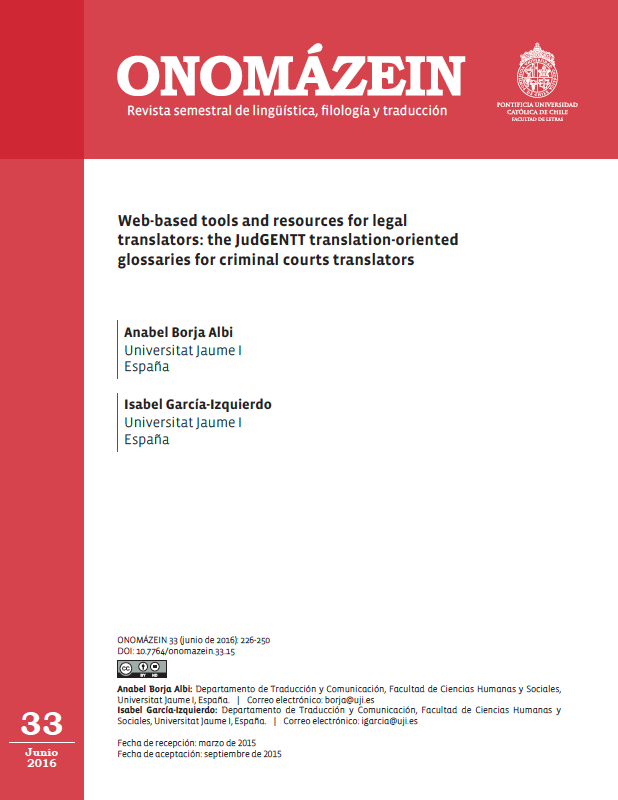 ONOMÁZEIN
Revista semestral de lingüística, filología y traducción
PONTIFICIA UNIVERSIDAD
CATÓLICA DE CHILE
FACULTAD DE LETRAS
Web-based tools and resources for legal
translators: the JudGENTT translation-oriented
glossaries for criminal courts translators
Anabel Borja Albi
Universitat Jaume I
España
Isabel García-Izquierdo
Universitat Jaume I
España
ONOMÁZEIN 33 (junio de 2016): 226-250
DOI: 10.7764/onomazein.33.15
cc BY ND
Anabel Borja Albi: Departamento de Traducción y Comunicación, Facultad de Ciencias Humanas y Sociales,
Universitat Jaume I, España. | Correo electrónico: borja@uji.es
Isabel García-Izquierdo: Departamento de Traducción y Comunicación, Facultad de Ciencias Humanas y
Sociales, Universitat Jaume I, España. | Correo electrónico: igarcia@uji.es
Fecha de recepción: marzo de 2015
Fecha de aceptación: septiembre de 2015
33
Junio
2016